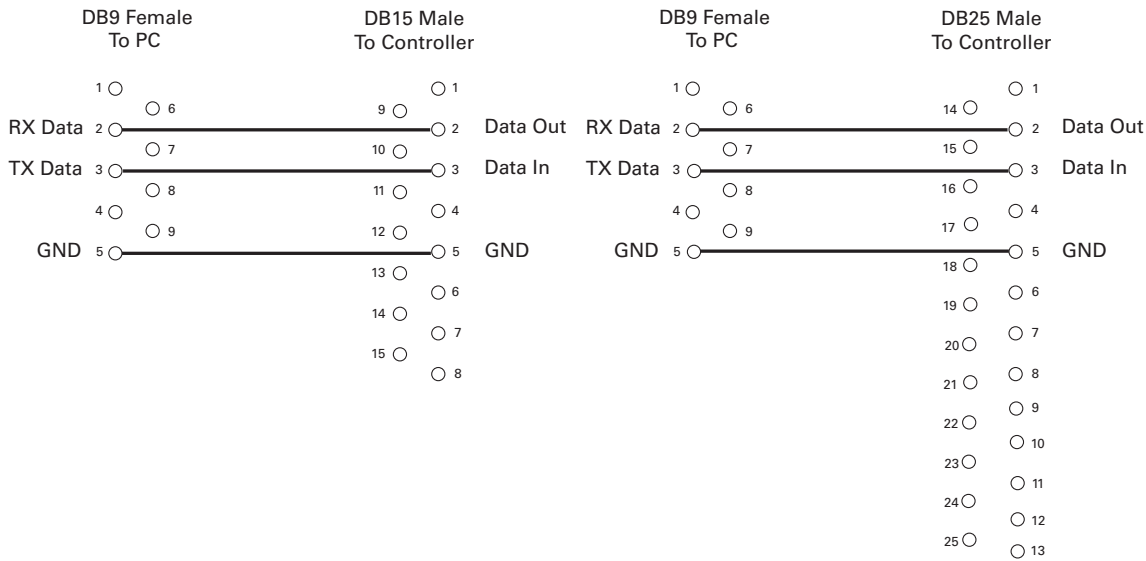 DB9 Female
To PC
DB15 Male
To Controller
1
1
6
9
RX Data 2
2 Data Out
7
10
TX Data 3
3 Data In
8
11
4
4
9
12
GND 5
5 GND
13
6
14
7
15
8
DB9 Female
To PC
DB25 Male
To Controller
1
1
6
14
RX Data 2
2 Data Out
7
15
TX Data 3
3 Data In
8
16
4
4
9
17
GND 5
5 GND
18
6
19
7
20
8
21
9
22
10
23
11
24
12
25
13